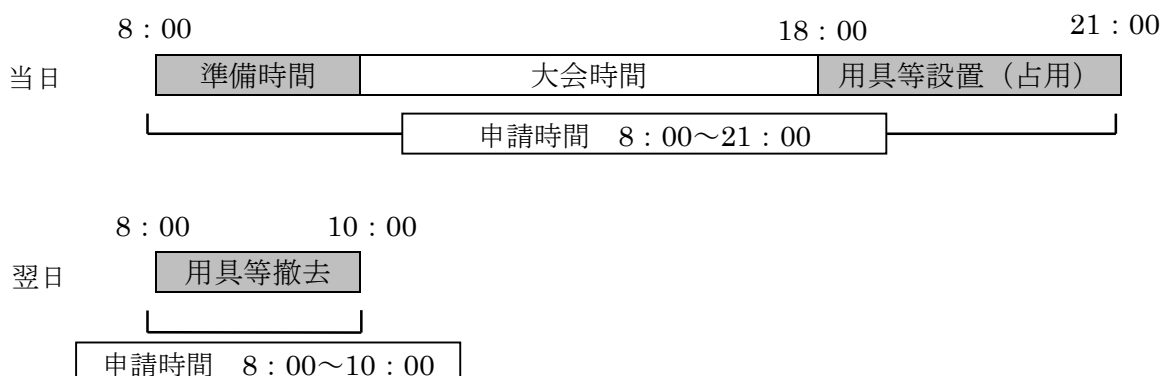 8：00 18：00 21：00
当日 準備時間 大会時間 用具等設置（占用）
申請時間 8：00～21：00
8：00 10：00
翌日 用具等撤去
申請時間 8：00～10：00